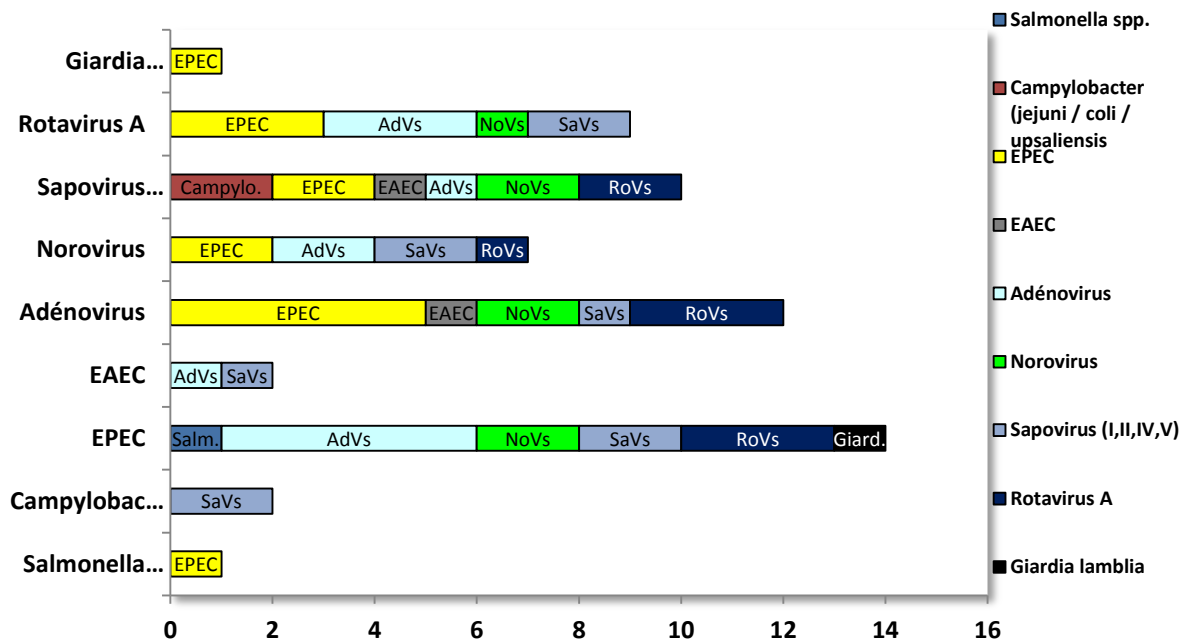 Giardia...
EPEC
Rotavirus A
EPEC AdVs NoVs SaVs
Sapovirus...
Campylo. EPEC EAEC AdVs NoVs RoVs
Norovirus
EPEC AdVs SaVs RoVs
Adénovirus
EPEC EAEC NoVs SaVs RoVs
EAEC
AdVs SaVs
EPEC
Salm. AdVs NoVs SaVs RoVs Giard.
Campylobac...
SaVs
Salmonella...
EPEC
0 2 4 6 8 10 12 14 16
Salmonella spp.
Campylobacter
(jejuni / coli /
upsaliensis
EPEC
EAEC
Adénovirus
Norovirus
Sapovirus (I,II,IV,V)
Rotavirus A
Giardia lamblia